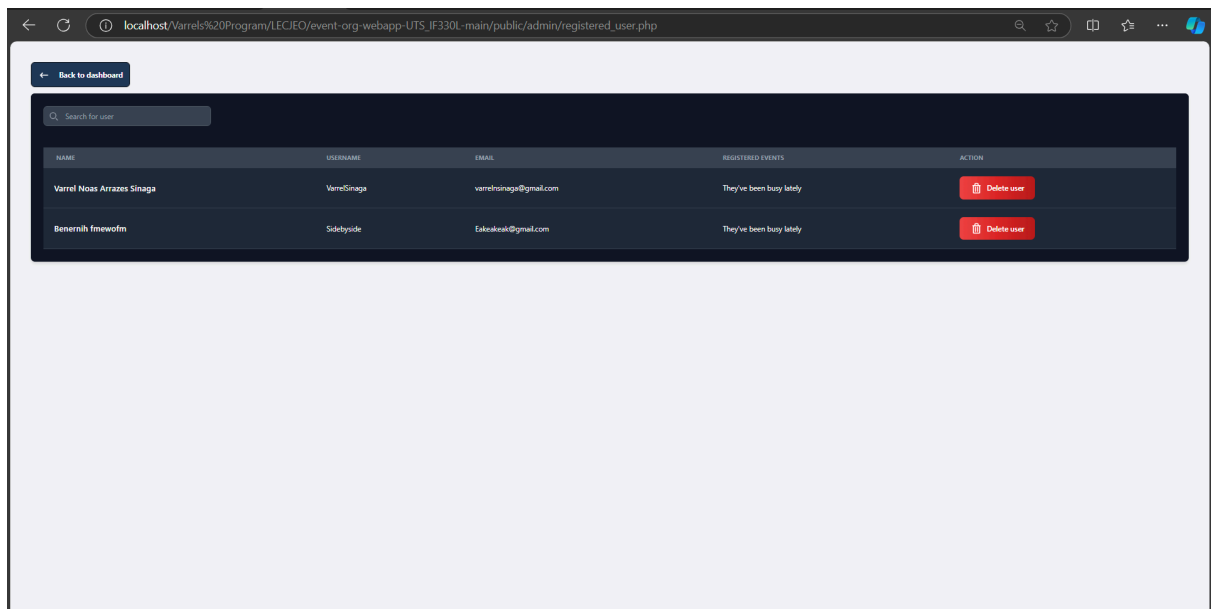 localhost/Varrels%20Program/LECJEO/event-org-webapp-UTS_IF330L-main/public/admin/registered_user.php
Back to dashboard
Search for user
NAME USERNAME EMAIL REGISTERED EVENTS ACTION
Varrel Noas Arrazes Sinaga VarrelSinaga varrelnsinaga@gmail.com They've been busy lately Delete user
Benernih fmewofm Sidebyside Eakeakeak@gmail.com They've been busy lately Delete user